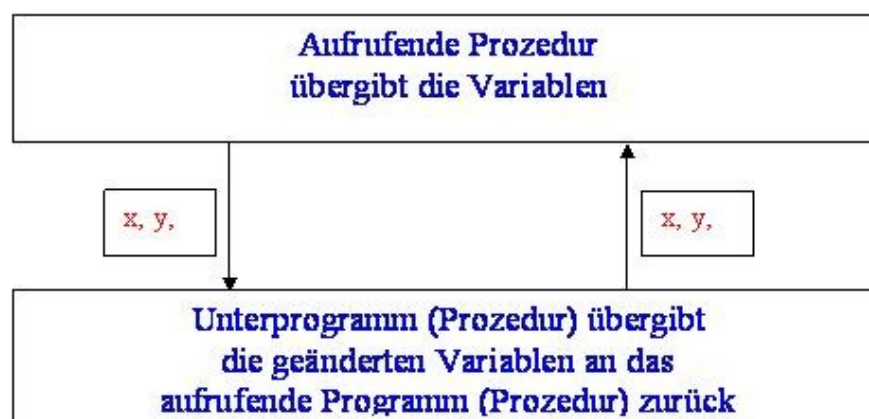 Aufrufende Prozedur
übergibt die Variablen
x, y,
x, y,
Unterprogramm (Prozedur) übergibt
die geänderten Variablen an das
aufrufende Programm (Prozedur) zurück